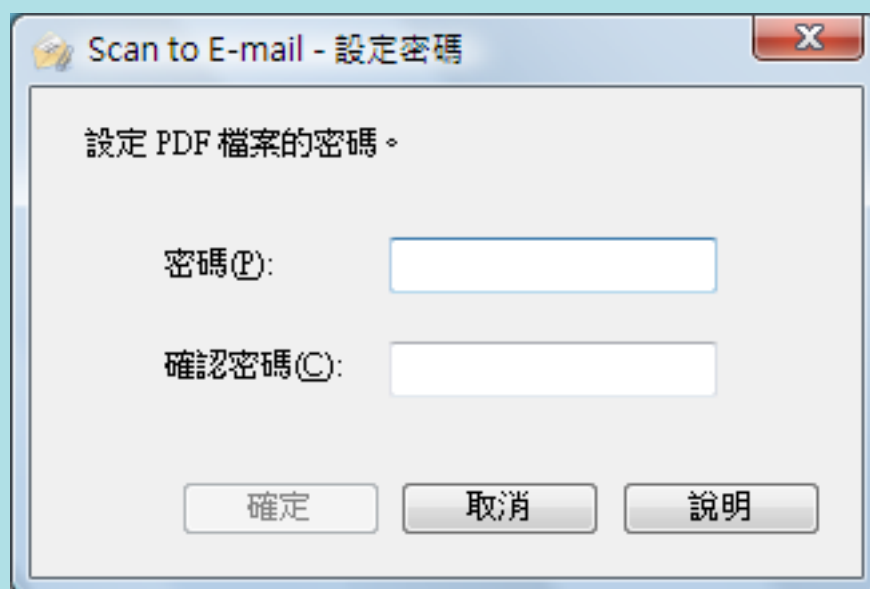 Scan to E-mail - 設定密碼
設定 PDF 檔案的密碼。
密碼(P):
確認密碼(C):
確定 取消 說明